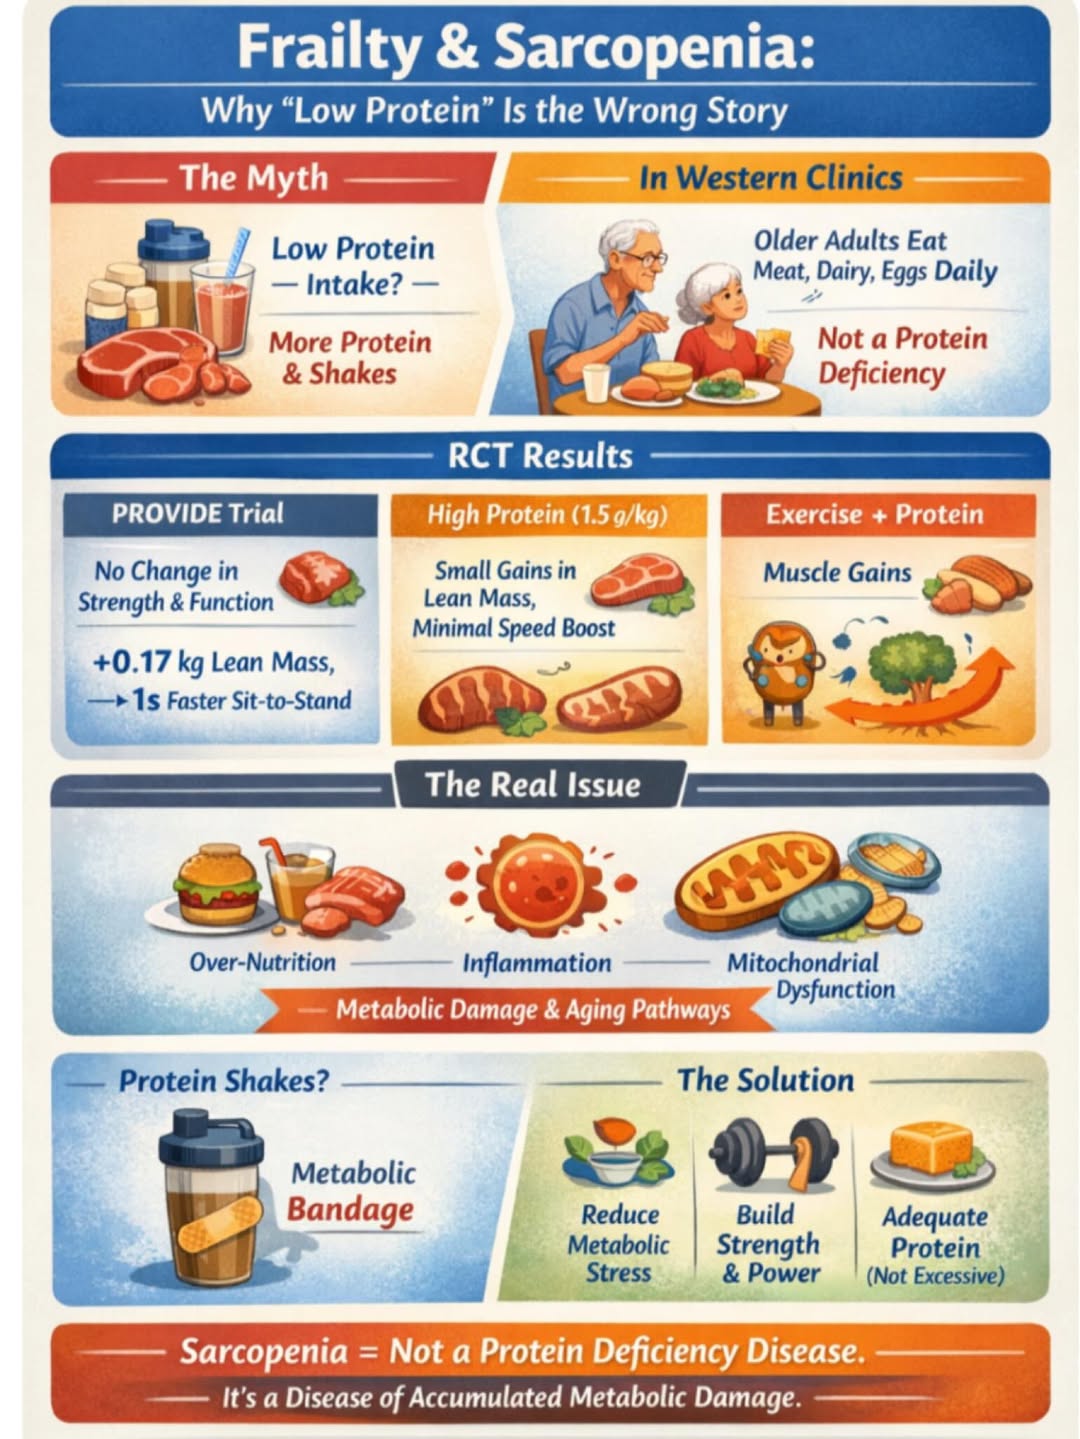 Frailty & Sarcopenia:
Why “Low Protein” Is the Wrong Story
The Myth
Low Protein
— Intake? —
More Protein
& Shakes
In Western Clinics
Older Adults Eat
Meat, Dairy, Eggs Daily
Not a Protein
Deficiency
RCT Results
PROVIDE Trial
No Change in
Strength & Function
+0.17 kg Lean Mass,
→ 1s Faster Sit-to-Stand
High Protein (1.5 g/kg)
Small Gains in
Lean Mass,
Minimal Speed Boost
Exercise + Protein
Muscle Gains
The Real Issue
Over-Nutrition
Inflammation
Mitochondrial
Dysfunction
Metabolic Damage & Aging Pathways
Protein Shakes?
Metabolic
Bandage
The Solution
Reduce
Metabolic
Stress
Build
Strength
& Power
Adequate
Protein
(Not Excessive)
Sarcopenia = Not a Protein Deficiency Disease.
It's a Disease of Accumulated Metabolic Damage.